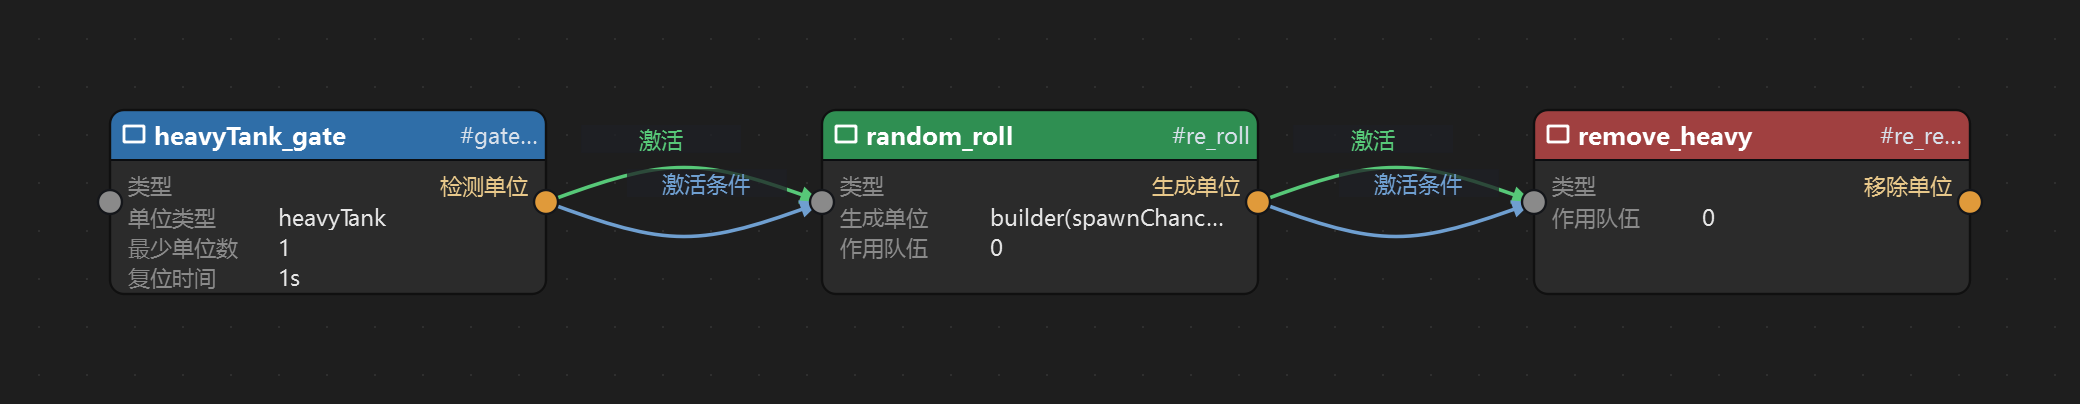 heavyTank_gate #gate...
类型 检测单位
单位类型 heavyTank
最少单位数 1
复位时间 1s
激活
激活条件
random_roll #re_roll
类型 生成单位
生成单位 builder(spawnChanc...
作用队伍 0
激活
激活条件
remove_heavy #re_re...
类型 移除单位
作用队伍 0